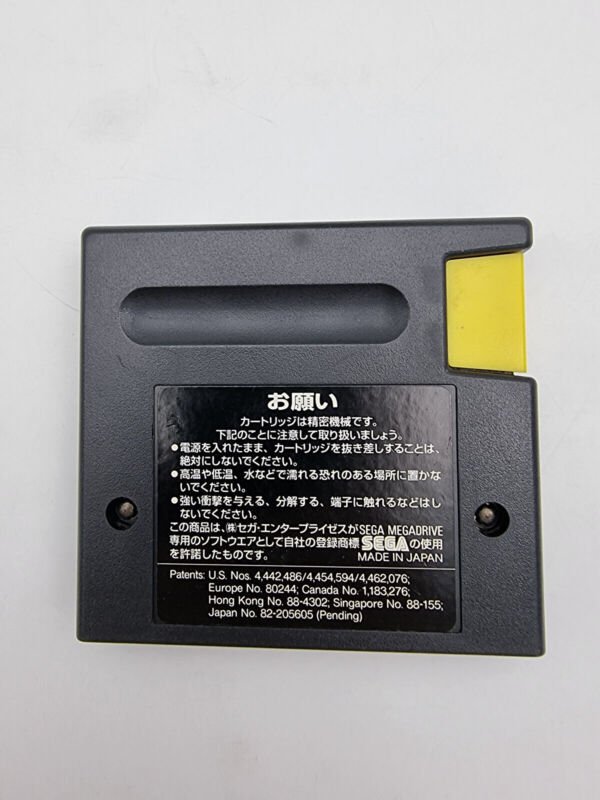 お願い
カートリッジは精密機械です。
下記のことに注意して取り扱いましょう。
●電源を入れたまま、カートリッジを抜き差しすることは、
絶対にしないでください。
●高温や低温、水などで濡れる恐れのある場所に置かな
いでください。
●強い衝撃を与える、分解する、端子に触れるなどはし
ないでください。
この商品は、㈱セガ・エンタープライゼスがSEGA MEGADRIVE
専用のソフトウエアとして自社の登録商標 SEGA の使用
を許諾したものです。 MADE IN JAPAN
Patents: U.S. Nos. 4,442,486/4,454,594/4,462,076;
Europe No. 80244; Canada No. 1,183,276;
Hong Kong No. 88-4302; Singapore No. 88-155;
Japan No. 82-205605 (Pending)